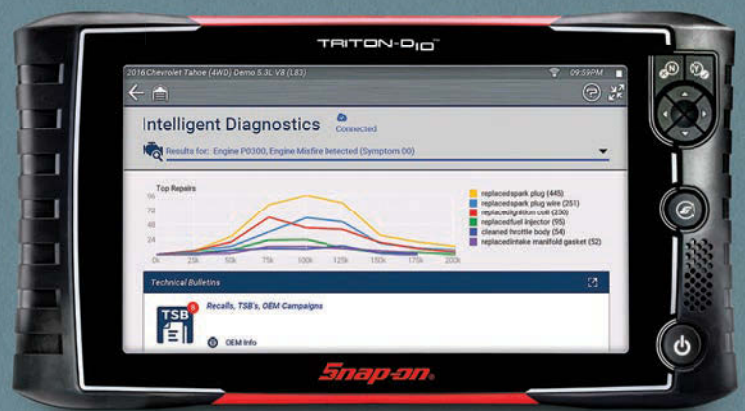 TRITON-D10™
2016 Chevrolet Tahoe (4WD) Demo 5.3L V8 (L83)
09:59PM
Intelligent Diagnostics
Connected
Results for: Engine P0300, Engine Misfire Detected (Symptom 00)
Top Repairs
96
72
48
24
0k 25k 50k 75k 100k 125k 150k 175k 200k
replacedspark plug (445)
replacedspark plug wire (251)
replacedignition coil (230)
replacedfuel injector (95)
cleaned throttle body (54)
replacedintake manifold gasket (52)
Technical Bulletins
TSB
Recalls, TSB's, OEM Campaigns
OEM Info
N
Y
Snap-on®